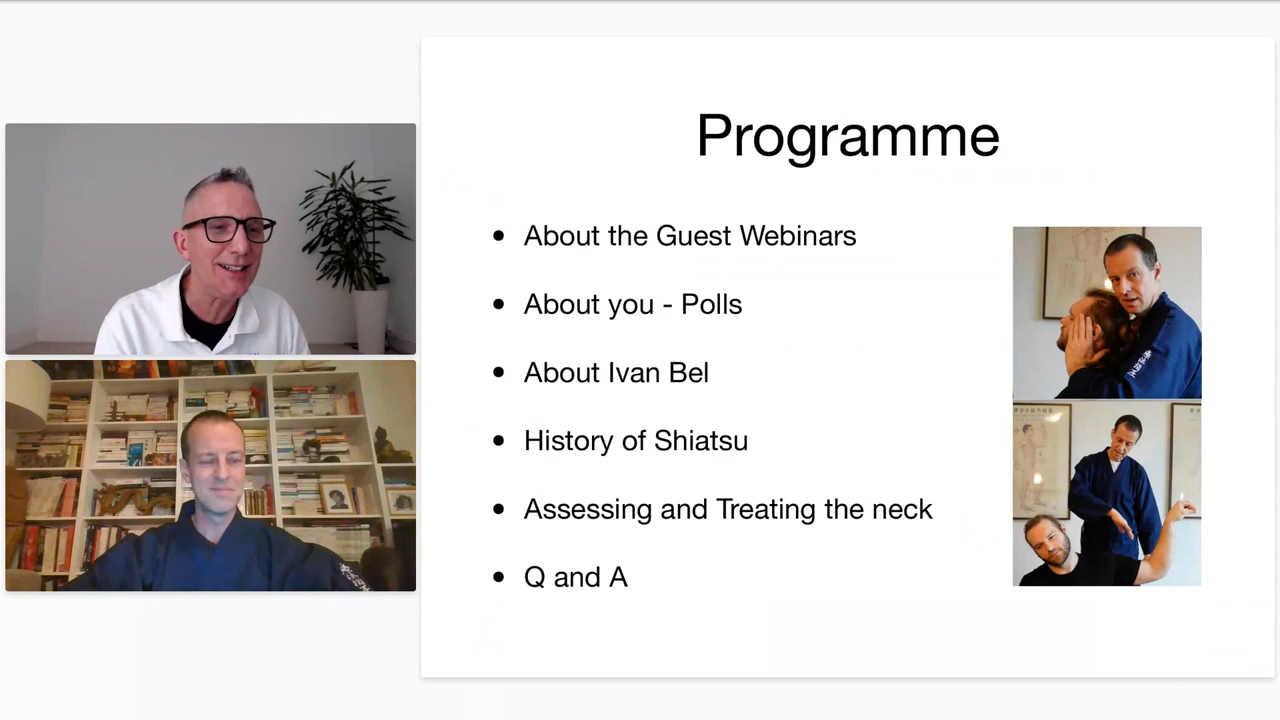 Programme
• About the Guest Webinars
• About you - Polls
• About Ivan Bel
• History of Shiatsu
• Assessing and Treating the neck
• Q and A